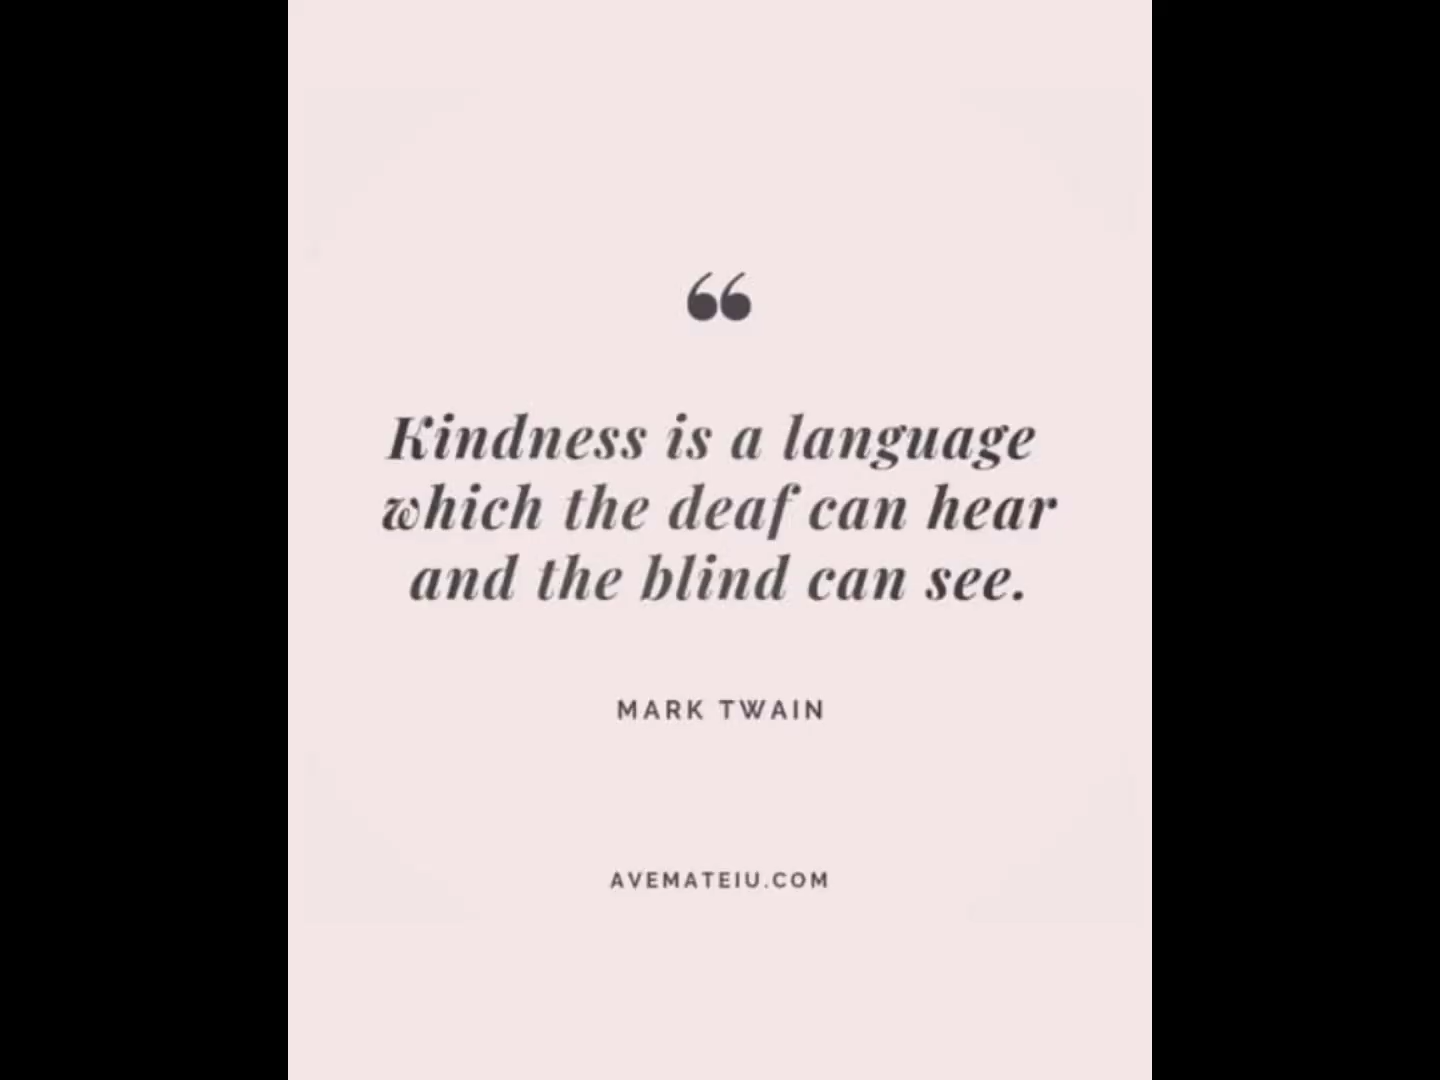 “
Kindness is a language
which the deaf can hear
and the blind can see.
MARK TWAIN
AVEMATEIU.COM